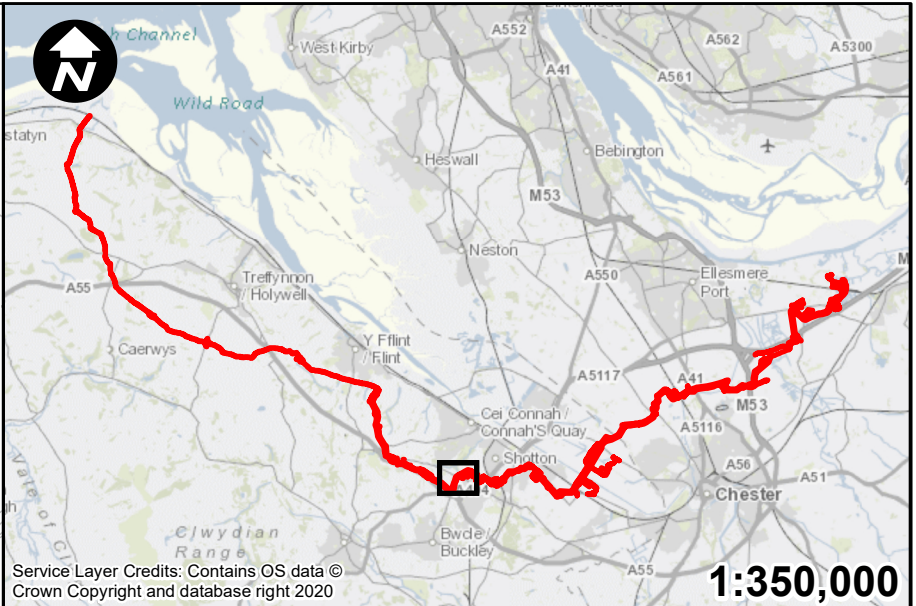 h Channel
N
Wild Road
statyn
West Kirby
A552
A562
A5300
A41
A561
Bebington
Heswall
M53
Neston
A550
Ellesmere
Port
M
A55
Treffynnon
/ Holywell
Caerwys
Y Fflint
/ Flint
A5117
A41
M53
A5116
Cei Connah /
Connah'S Quay
Shotton
A56
A51
Chester
Clwydian
Range
Bwcle /
Buckley
A55
Service Layer Credits: Contains OS data ©
Crown Copyright and database right 2020
1:350,000